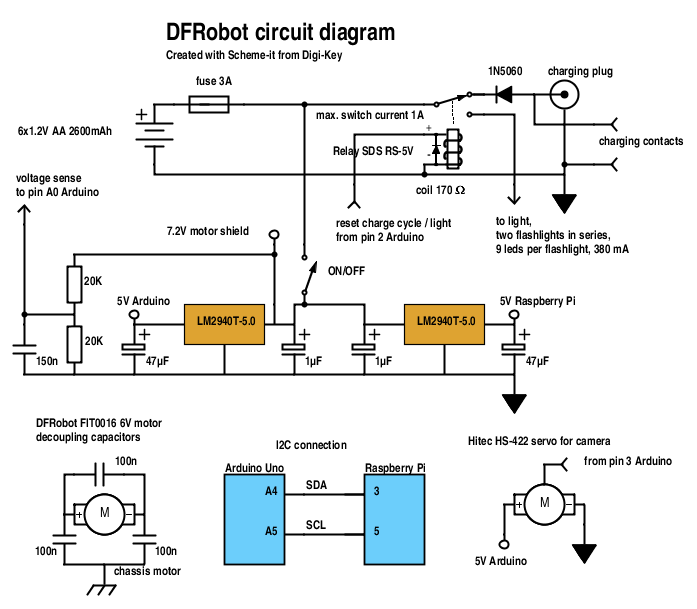 DFRobot circuit diagram
Created with Scheme-it from Digi-Key
fuse 3A
1N5060
charging plug
max. switch current 1A
+
6x1.2V AA 2600mAh
+
-
Relay SDS RS-5V
charging contacts
coil 170 Ω
voltage sense
to pin A0 Arduino
reset charge cycle / light
from pin 2 Arduino
to light,
two flashlights in series,
9 leds per flashlight, 380 mA
7.2V motor shield
ON/OFF
20K
5V Arduino
LM2940T-5.0
LM2940T-5.0
5V Raspberry Pi
20K
+
+
+
+
150n
47µF
1µF
1µF
47µF
DFRobot FIT0016 6V motor
decoupling capacitors
100n
+
M
-
100n
100n
chassis motor
I2C connection
Arduino Uno
Raspberry Pi
A4
SDA
3
A5
SCL
5
Hitec HS-422 servo for camera
from pin 3 Arduino
+
M
-
5V Arduino